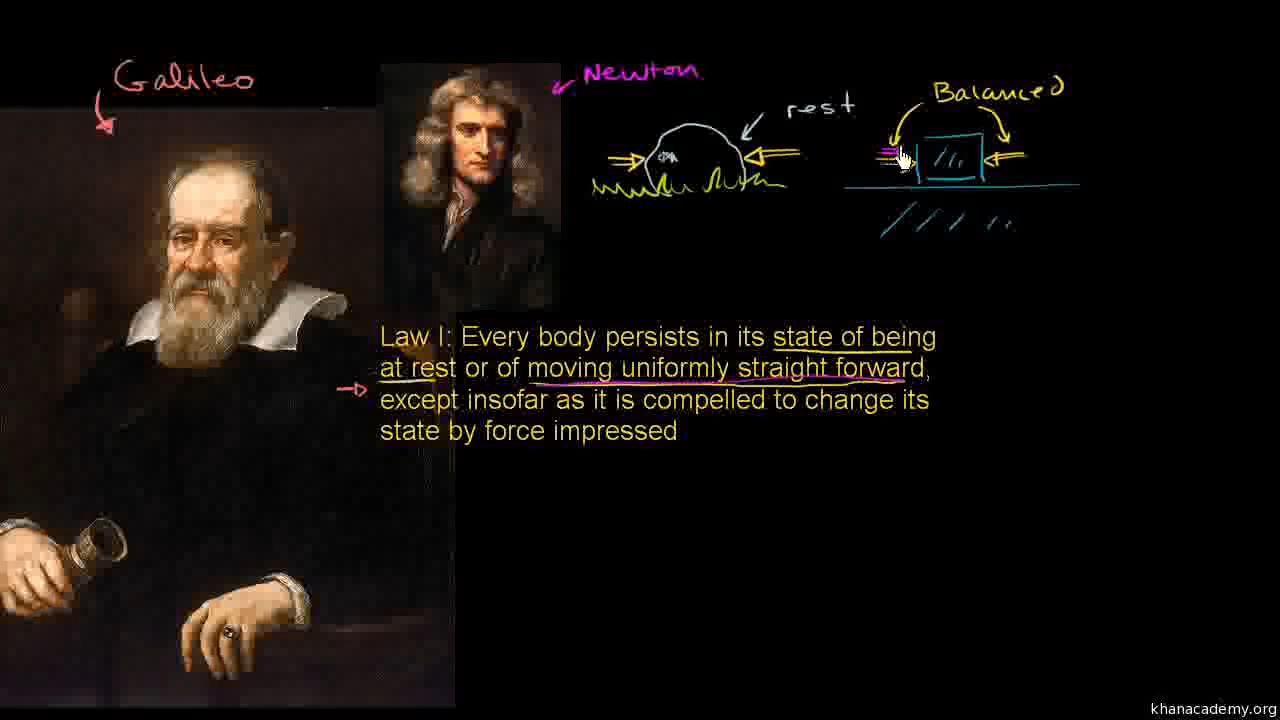 Galileo
Newton
rest
Balanced
Law I: Every body persists in its state of being
at rest or of moving uniformly straight forward,
except insofar as it is compelled to change its
state by force impressed
khanacademy.org